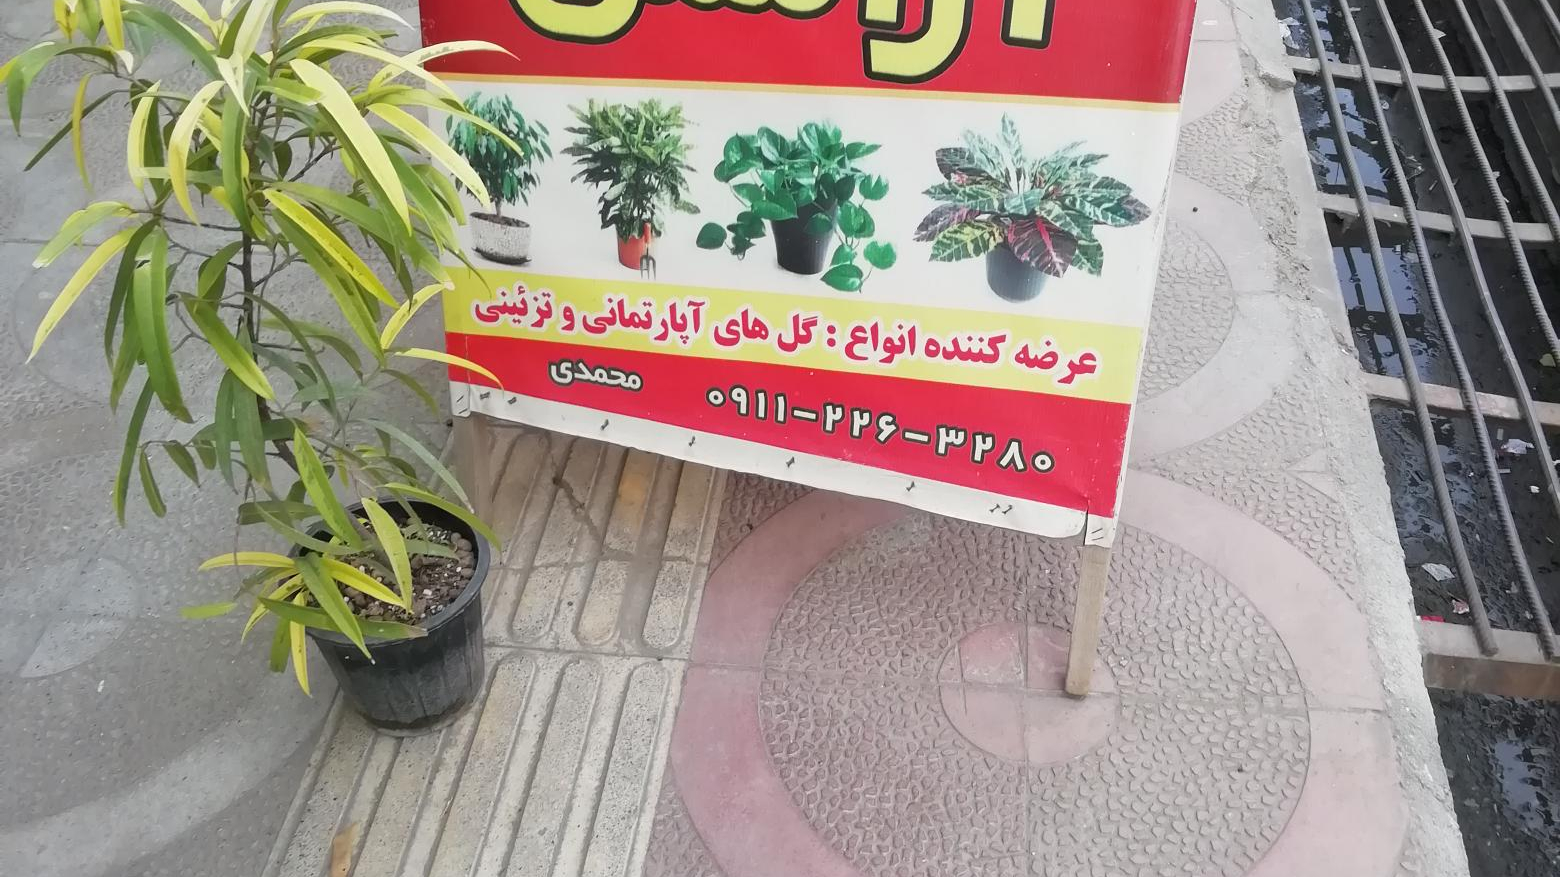 عرضه کننده انواع : گل های آپارتمانی و تزئینی
۰۹۱۱-۲۲۶-۳۲۸۰ محمدی